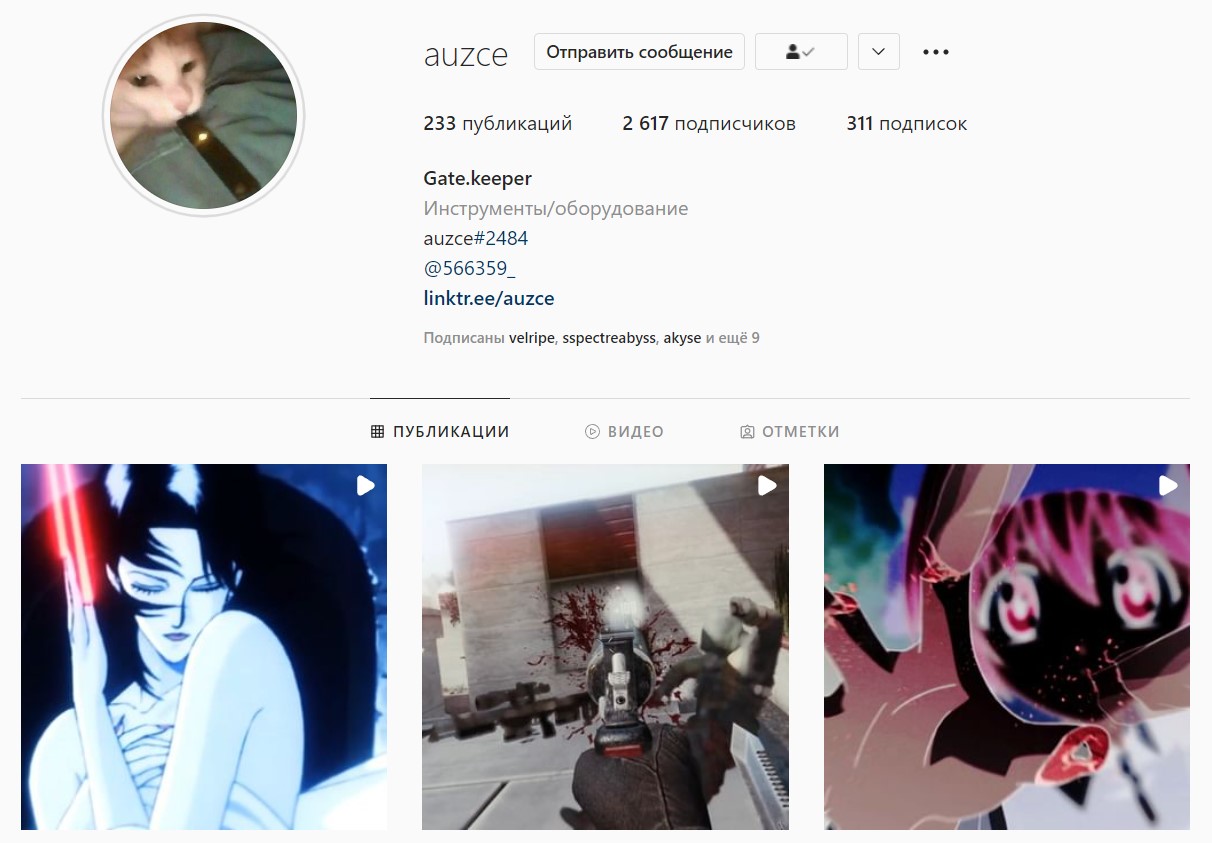 auzce Отправить сообщение
233 публикаций 2 617 подписчиков 311 подписок
Gate.keeper
Инструменты/оборудование
auzce#2484
@566359_
linktr.ee/auzce
Подписаны velripe, sspectreabyss, akyse и ещё 9
ПУБЛИКАЦИИ ВИДЕО ОТМЕТКИ